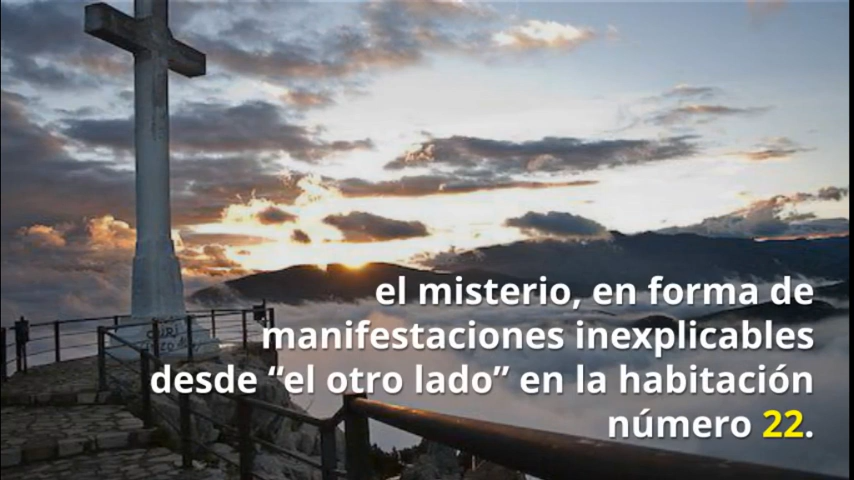 el misterio, en forma de
manifestaciones inexplicables
desde “el otro lado” en la habitación
número 22.